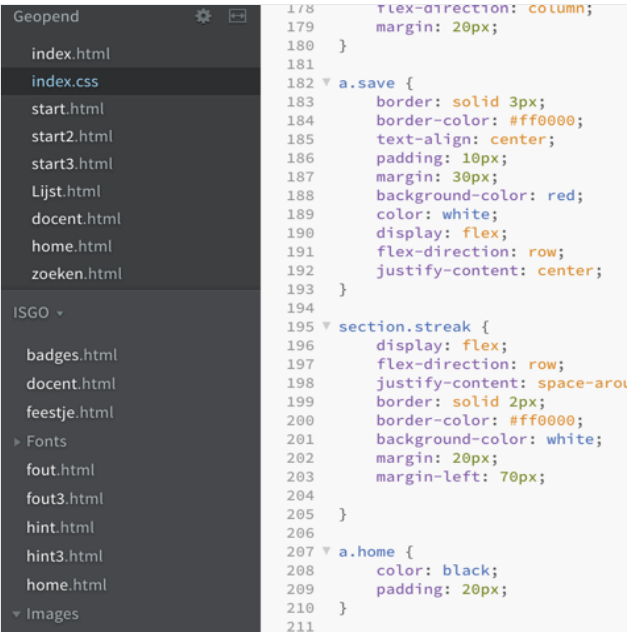 Geopend
index.html
index.css
start.html
start2.html
start3.html
Lijst.html
docent.html
home.html
zoeken.html
ISGO
badges.html
docent.html
feestje.html
Fonts
fout.html
fout3.html
hint.html
hint3.html
home.html
Images
178 flex-direction: column;
179 margin: 20px;
180 }
181
182 a.save {
183 border: solid 3px;
184 border-color: #ff0000;
185 text-align: center;
186 padding: 10px;
187 margin: 30px;
188 background-color: red;
189 color: white;
190 display: flex;
191 flex-direction: row;
192 justify-content: center;
193 }
194
195 section.streak {
196 display: flex;
197 flex-direction: row;
198 justify-content: space-arou
199 border: solid 2px;
200 border-color: #ff0000;
201 background-color: white;
202 margin: 20px;
203 margin-left: 70px;
204
205 }
206
207 a.home {
208 color: black;
209 padding: 20px;
210 }
211